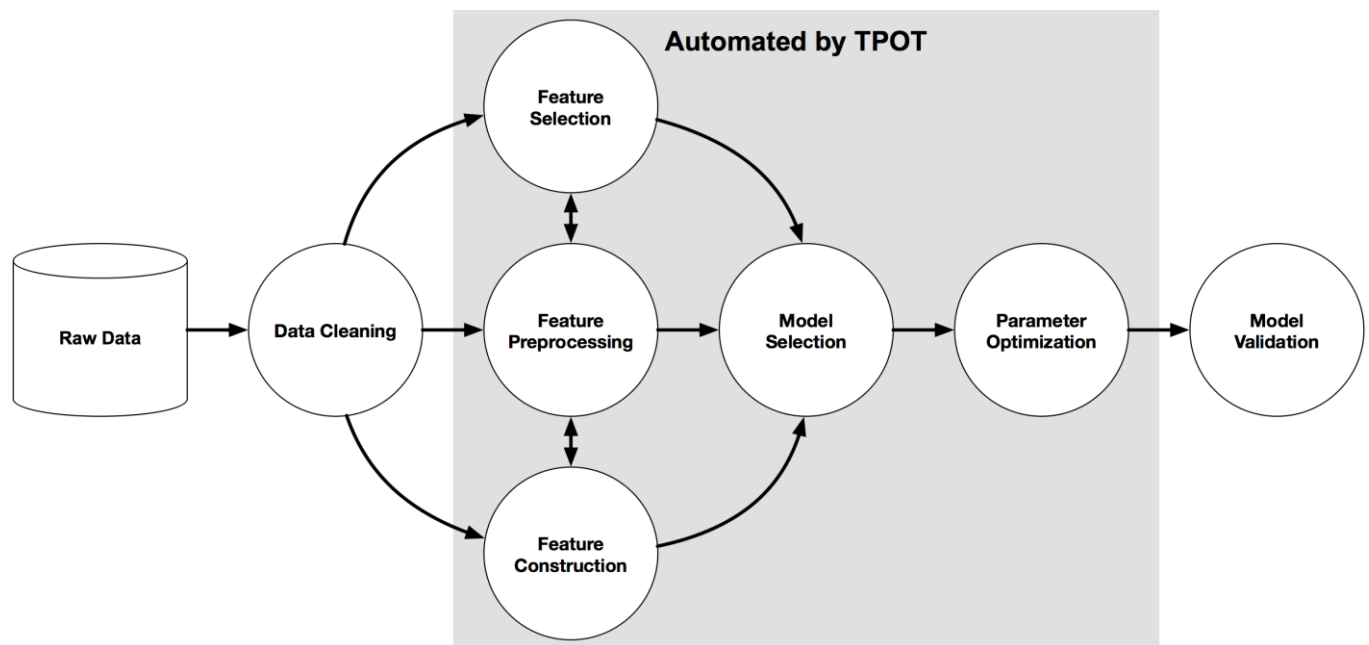 Automated by TPOT
Feature
Selection
Raw Data
Data Cleaning
Feature
Preprocessing
Model
Selection
Parameter
Optimization
Model
Validation
Feature
Construction